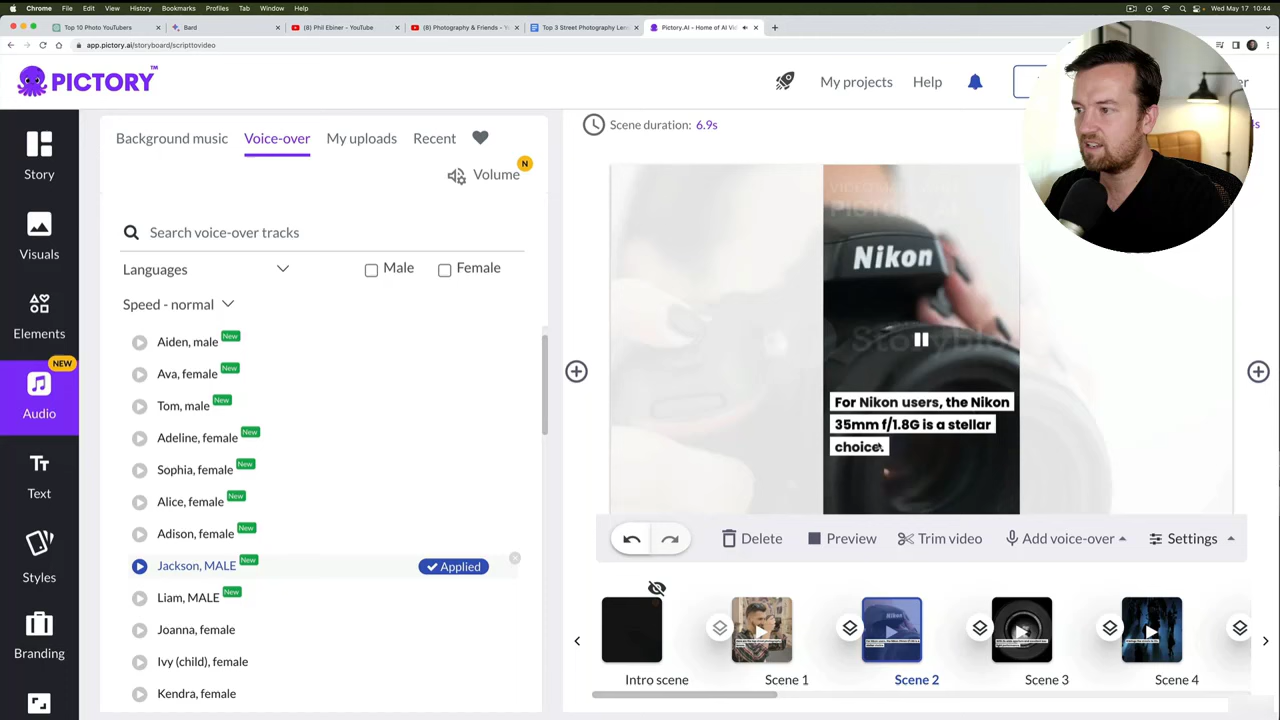 Chrome File Edit View History Bookmarks Profiles Tab Window Help
Wed May 17 10:44
Top 10 Photo YouTubers
Bard
(8) Phil Ebiner - YouTube
(8) Photography & Friends - Yo
Top 3 Street Photography Len
Pictory.AI - Home of AI Vid
app.pictory.ai/storyboard/scripttovideo
PICTORY™
My projects
Help
Story
Visuals
Elements
NEW
Audio
Text
Styles
Branding
Background music
Voice-over
My uploads
Recent
N
Volume
Search voice-over tracks
Languages
Male
Female
Speed - normal
Aiden, male New
Ava, female New
Tom, male New
Adeline, female New
Sophia, female New
Alice, female New
Adison, female New
Jackson, MALE New
Applied
Liam, MALE New
Joanna, female
Ivy (child), female
Kendra, female
Scene duration: 6.9s
PICTORY.AI
Nikon
Storyblo
For Nikon users, the Nikon
35mm f/1.8G is a stellar
choice.
Delete
Preview
Trim video
Add voice-over
Settings
Intro scene
Scene 1
Scene 2
Scene 3
Scene 4